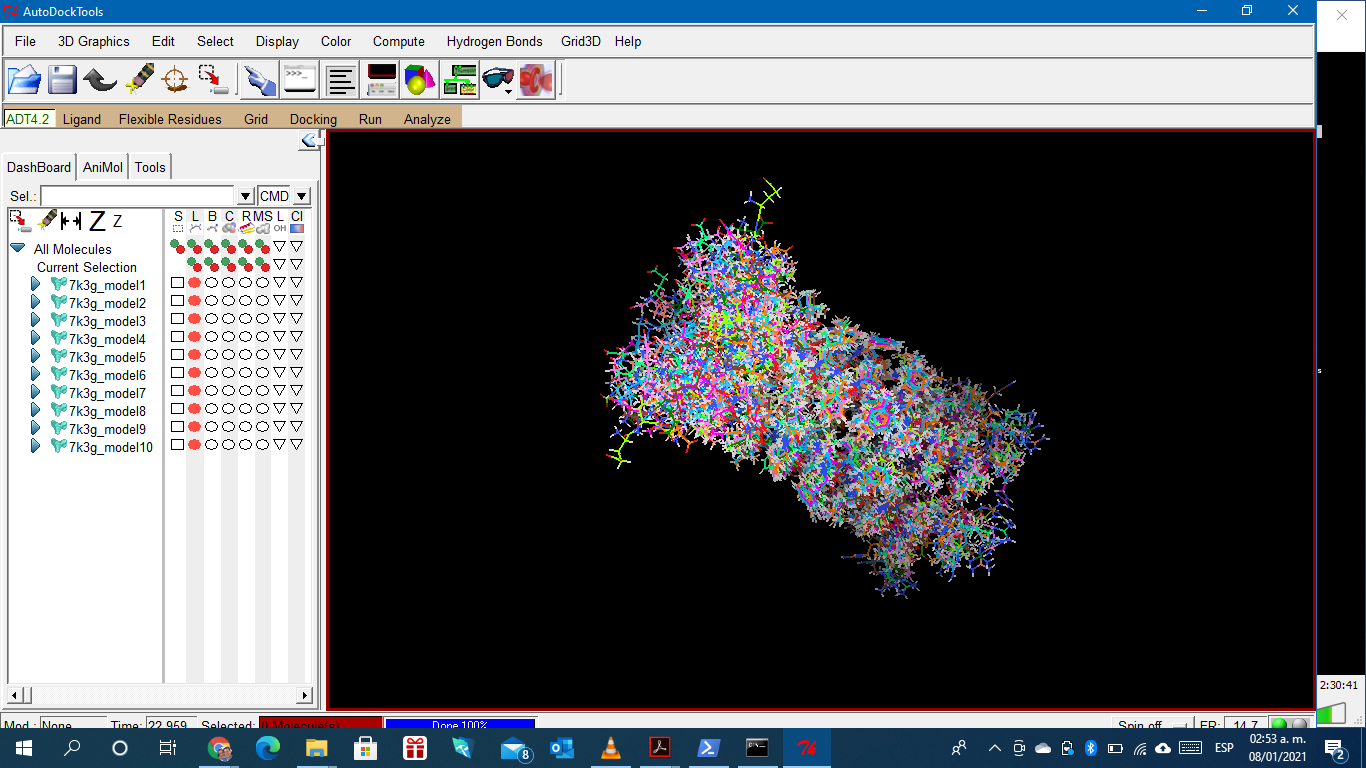 AutoDockTools
File 3D Graphics Edit Select Display Color Compute Hydrogen Bonds Grid3D Help
ADT4.2 Ligand Flexible Residues Grid Docking Run Analyze
DashBoard AniMol Tools
Sel.: CMD
Z Z S L B C R MS L Cl
OH
All Molecules
Current Selection
7k3g_model1
7k3g_model2
7k3g_model3
7k3g_model4
7k3g_model5
7k3g_model6
7k3g_model7
7k3g_model8
7k3g_model9
7k3g_model10
s
2:30:41
Mod.: None Time: 22.959 Selected: 0 Molecule(s) Done 100% Spin off FR: 14.7
8 ESP 02:53 a. m.
08/01/2021 2